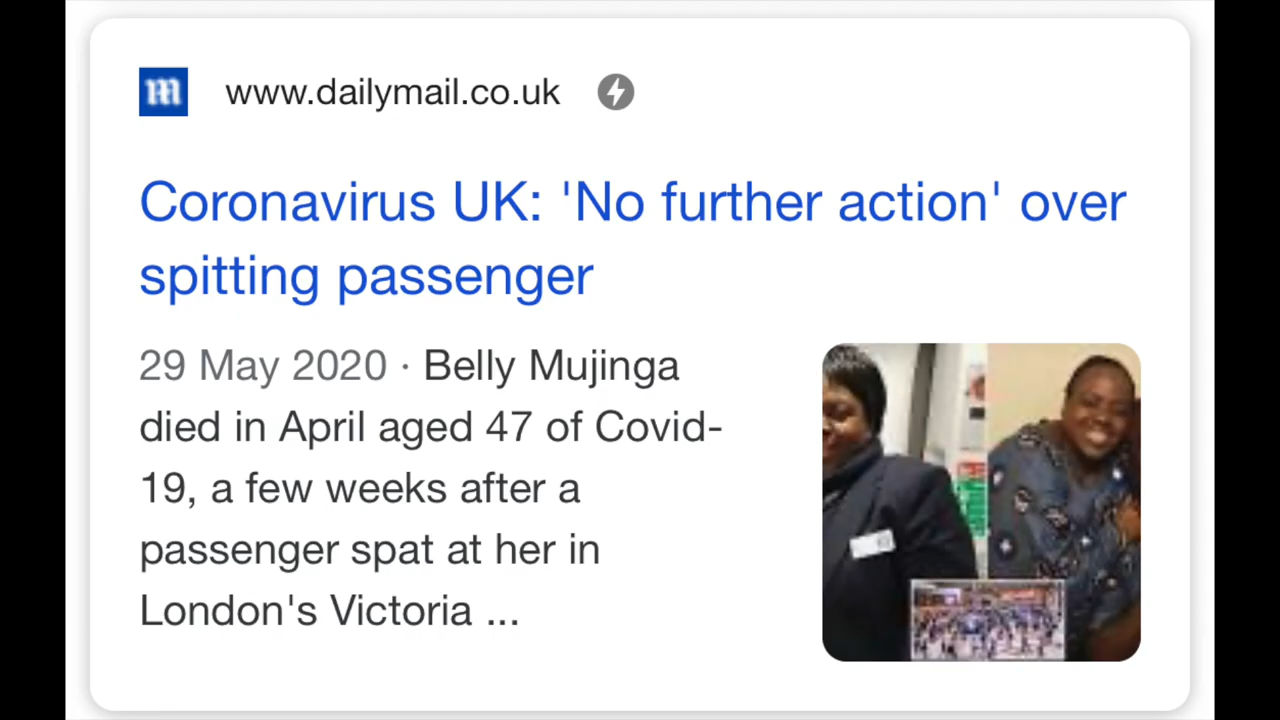 www.dailymail.co.uk
Coronavirus UK: 'No further action' over
spitting passenger
29 May 2020 · Belly Mujinga
died in April aged 47 of Covid-
19, a few weeks after a
passenger spat at her in
London's Victoria ...